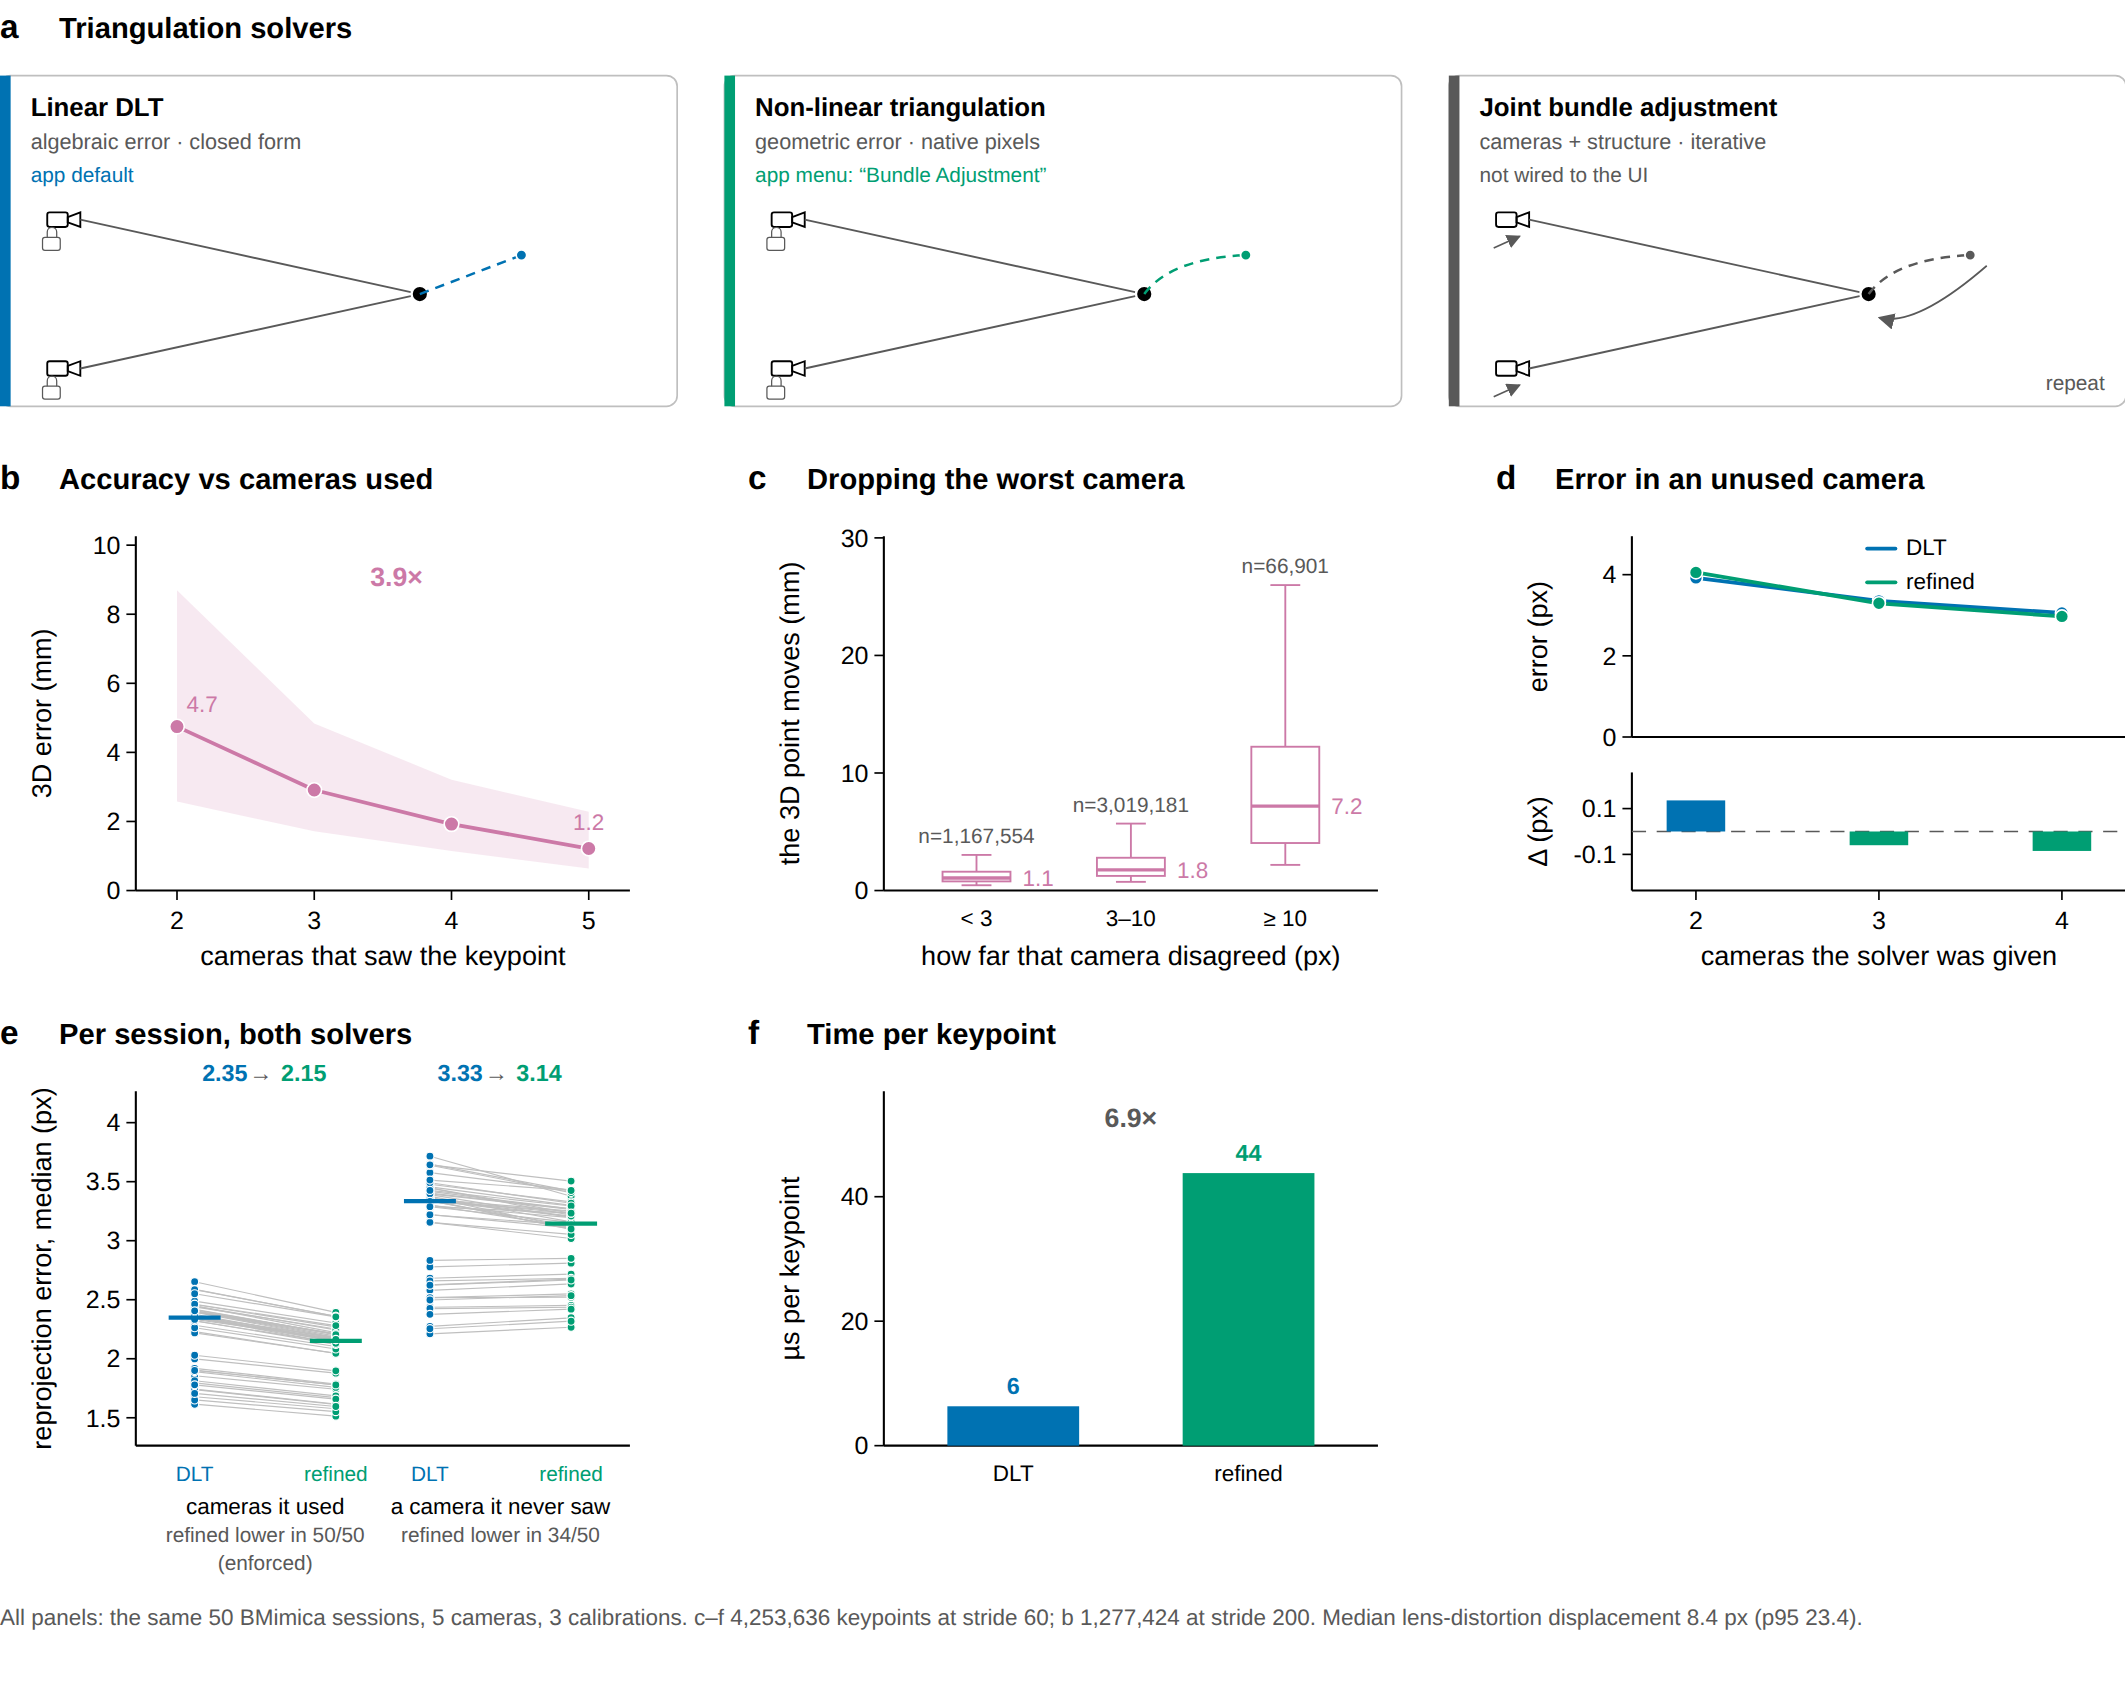 a Triangulation solvers
Linear DLT
algebraic error · closed form
app default
Non-linear triangulation
geometric error · native pixels
app menu: “Bundle Adjustment”
Joint bundle adjustment
cameras + structure · iterative
not wired to the UI
repeat
b Accuracy vs cameras used
3D error (mm)
10
8
6
4
2
0
3.9×
4.7
1.2
2 3 4 5
cameras that saw the keypoint
c Dropping the worst camera
the 3D point moves (mm)
30
20
10
0
n=1,167,554
n=3,019,181
n=66,901
1.1
1.8
7.2
< 3 3–10 ≥ 10
how far that camera disagreed (px)
d Error in an unused camera
error (px)
4
2
0
DLT
refined
Δ (px)
0.1
-0.1
2 3 4
cameras the solver was given
e Per session, both solvers
2.35 → 2.15 3.33 → 3.14
reprojection error, median (px)
4
3.5
3
2.5
2
1.5
DLT refined DLT refined
cameras it used a camera it never saw
refined lower in 50/50 refined lower in 34/50
(enforced)
f Time per keypoint
µs per keypoint
40
20
0
6.9×
6
44
DLT refined
All panels: the same 50 BMimica sessions, 5 cameras, 3 calibrations. c–f 4,253,636 keypoints at stride 60; b 1,277,424 at stride 200. Median lens-distortion displacement 8.4 px (p95 23.4).